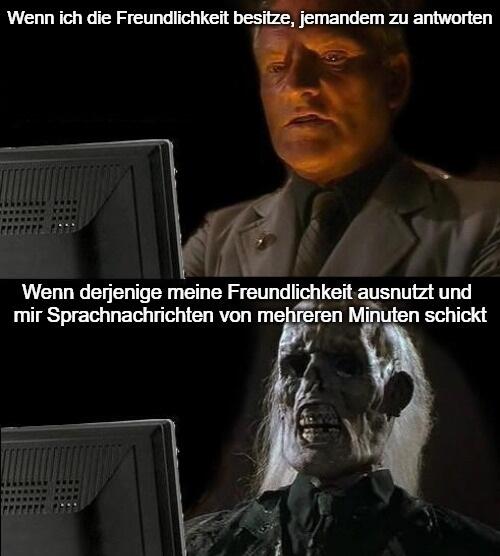 Wenn ich die Freundlichkeit besitze, jemandem zu antworten
Wenn derjenige meine Freundlichkeit ausnutzt und
mir Sprachnachrichten von mehreren Minuten schickt